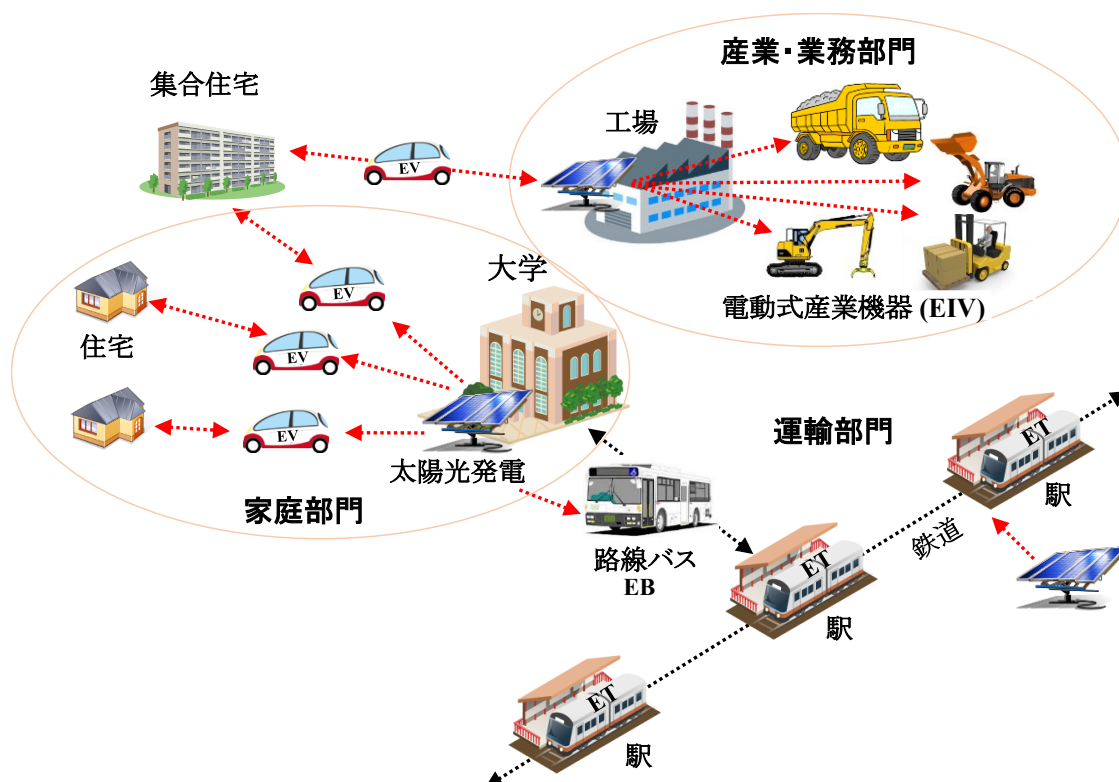 産業・業務部門
集合住宅
工場
EV
大学
EV
電動式産業機器 (EIV)
住宅
EV
EV
運輸部門
ET
太陽光発電
駅
家庭部門
鉄道
路線バス
EB
ET
駅
ET
駅